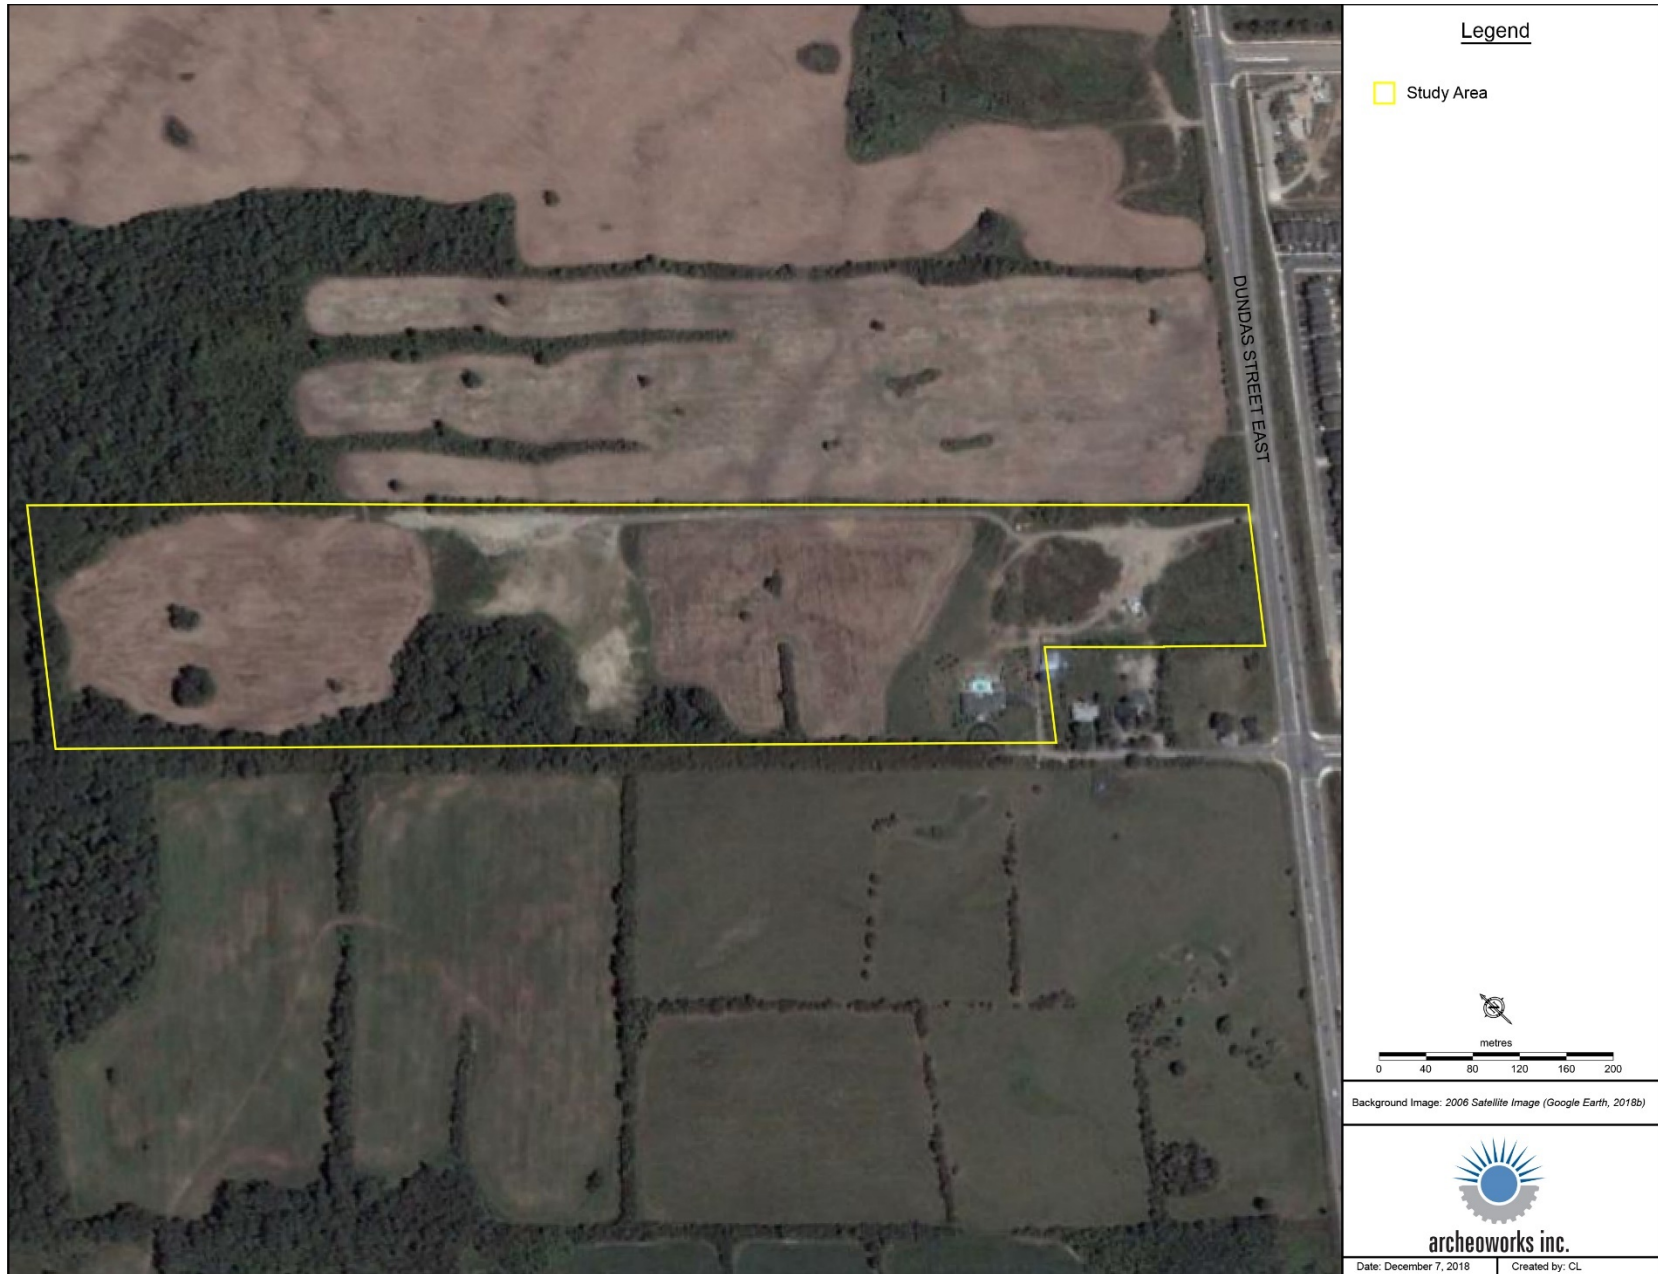 Legend
Study Area
DUNDAS STREET EAST
N
metres
0 40 80 120 160 200
Background Image: 2006 Satellite Image (Google Earth, 2018b)
archeoworks inc.
Date: December 7, 2018
Created by: CL